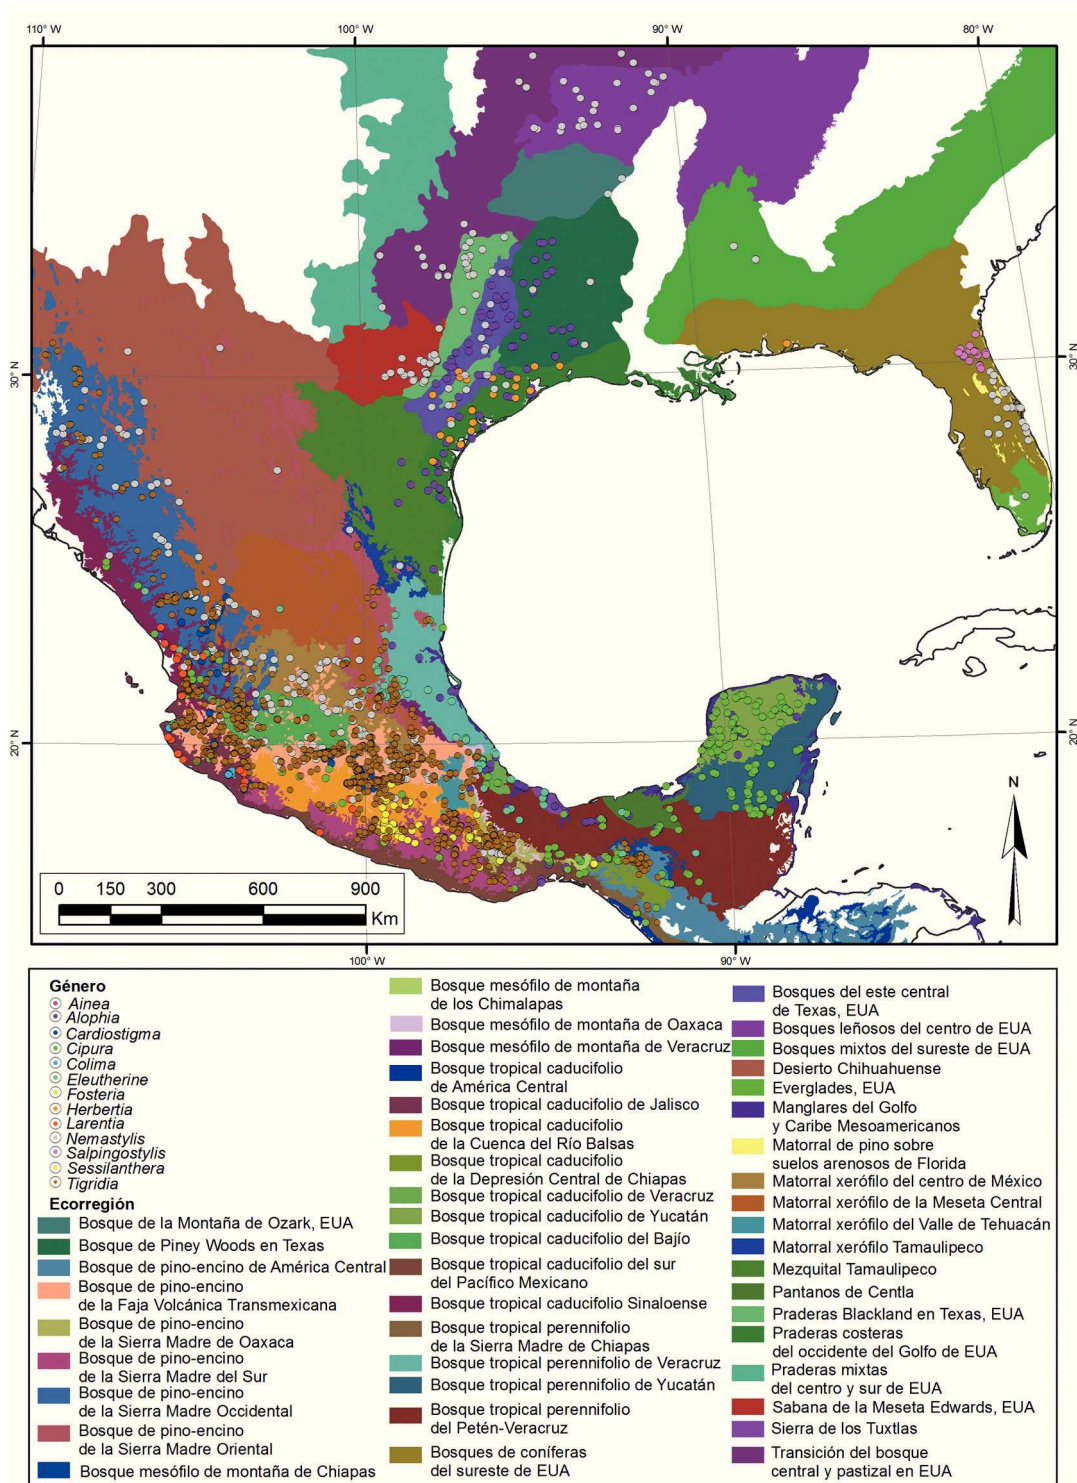 110° W
100° W
90° W
80° W
30° N
30° N
20° N
20° N
N
0 150 300 600 900
Km
100° W
90° W
Género
Ainea
Alophia
Cardiostigma
Cipura
Colima
Eleutherine
Fosteria
Herbertia
Larentia
Nemastylis
Salpingostylis
Sessilanthera
Tigridia
Ecorregión
Bosque de la Montaña de Ozark, EUA
Bosque de Piney Woods en Texas
Bosque de pino-encino de América Central
Bosque de pino-encino
de la Faja Volcánica Transmexicana
Bosque de pino-encino
de la Sierra Madre de Oaxaca
Bosque de pino-encino
de la Sierra Madre del Sur
Bosque de pino-encino
de la Sierra Madre Occidental
Bosque de pino-encino
de la Sierra Madre Oriental
Bosque mesófilo de montaña de Chiapas
Bosque mesófilo de montaña
de los Chimalapas
Bosque mesófilo de montaña de Oaxaca
Bosque mesófilo de montaña de Veracruz
Bosque tropical caducifolio
de América Central
Bosque tropical caducifolio de Jalisco
Bosque tropical caducifolio
de la Cuenca del Río Balsas
Bosque tropical caducifolio
de la Depresión Central de Chiapas
Bosque tropical caducifolio de Veracruz
Bosque tropical caducifolio de Yucatán
Bosque tropical caducifolio del Bajío
Bosque tropical caducifolio del sur
del Pacífico Mexicano
Bosque tropical caducifolio Sinaloense
Bosque tropical perennifolio
de la Sierra Madre de Chiapas
Bosque tropical perennifolio de Veracruz
Bosque tropical perennifolio de Yucatán
Bosque tropical perennifolio
del Petén-Veracruz
Bosques de coníferas
del sureste de EUA
Bosques del este central
de Texas, EUA
Bosques leñosos del centro de EUA
Bosques mixtos del sureste de EUA
Desierto Chihuahuense
Everglades, EUA
Manglares del Golfo
y Caribe Mesoamericanos
Matorral de pino sobre
suelos arenosos de Florida
Matorral xerófilo del centro de México
Matorral xerófilo de la Meseta Central
Matorral xerófilo del Valle de Tehuacán
Matorral xerófilo Tamaulipeco
Mezquital Tamaulipeco
Pantanos de Centla
Praderas Blackland en Texas, EUA
Praderas costeras
del occidente del Golfo de EUA
Praderas mixtas
del centro y sur de EUA
Sabana de la Meseta Edwards, EUA
Sierra de los Tuxtlas
Transición del bosque
central y pastizal en EUA